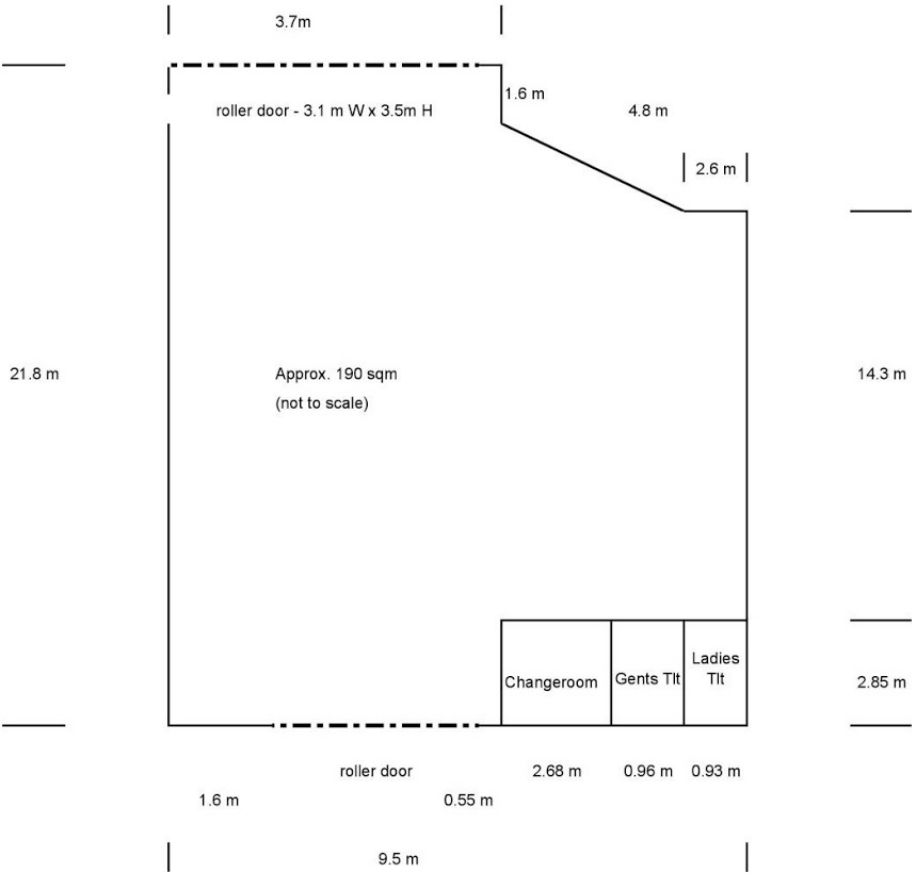 3.7m
1.6 m
roller door - 3.1 m W x 3.5m H
4.8 m
2.6 m
21.8 m
Approx. 190 sqm
(not to scale)
14.3 m
Changeroom
Gents Tlt
Ladies
Tlt
2.85 m
roller door
2.68 m
0.96 m
0.93 m
1.6 m
0.55 m
9.5 m